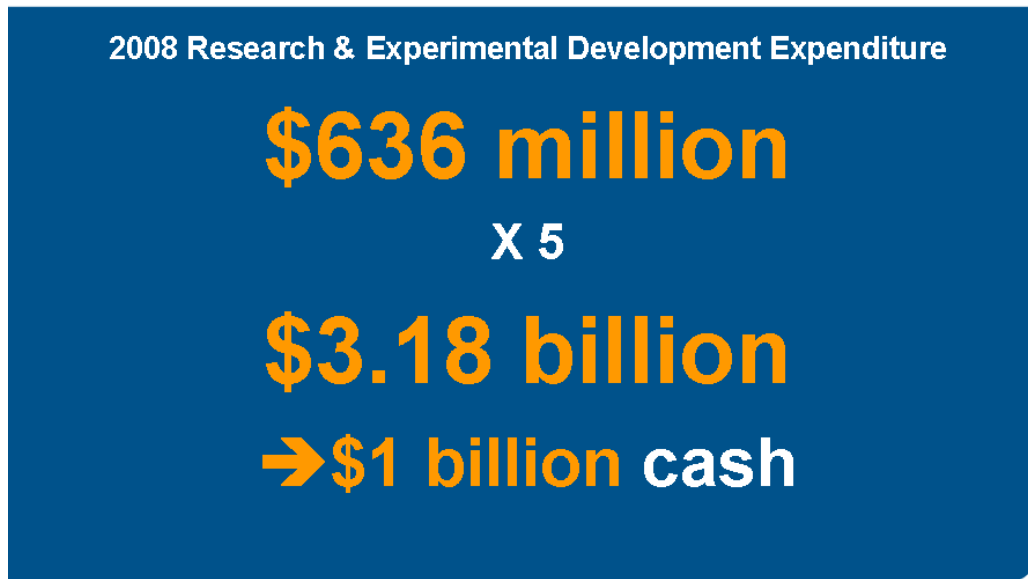 2008 Research & Experimental Development Expenditure
$636 million
X 5
$3.18 billion
➔$1 billion cash